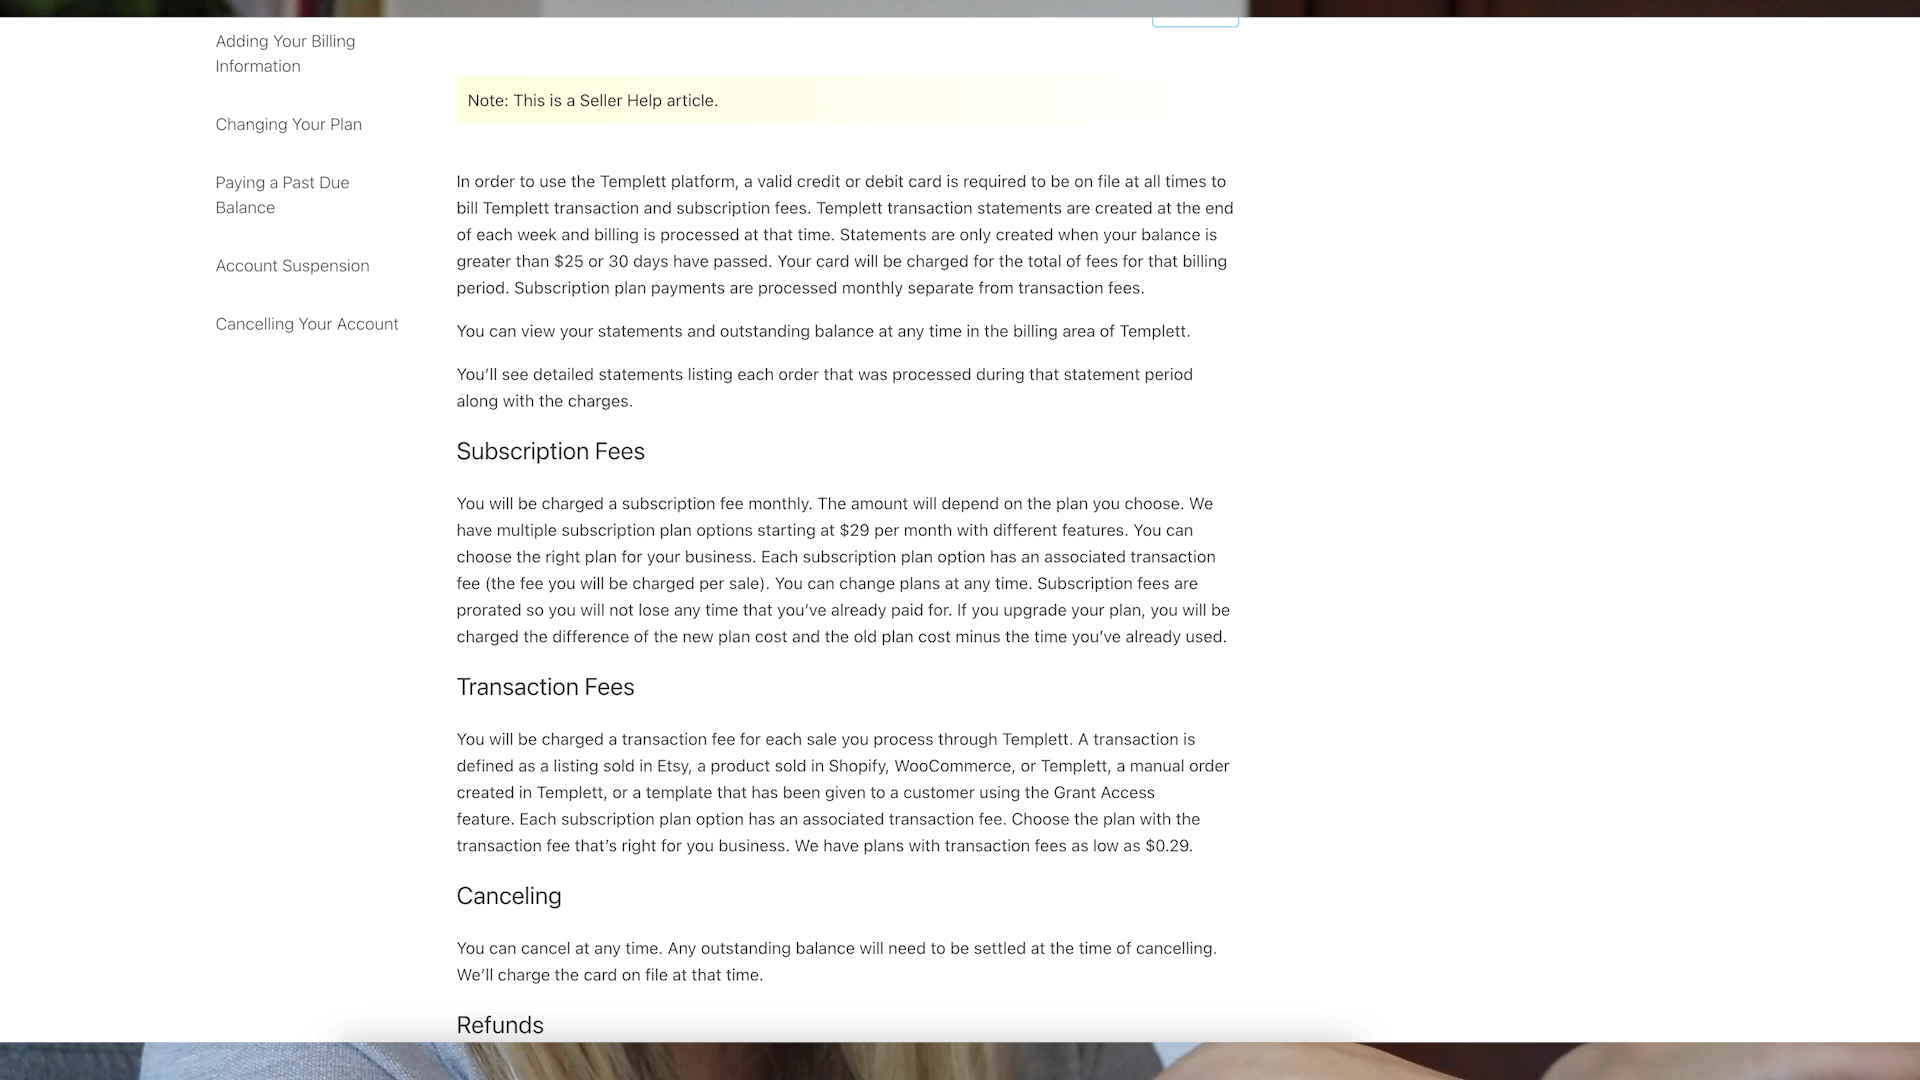 Adding Your Billing
Information
Changing Your Plan
Paying a Past Due
Balance
Account Suspension
Cancelling Your Account
Note: This is a Seller Help article.
In order to use the Templett platform, a valid credit or debit card is required to be on file at all times to
bill Templett transaction and subscription fees. Templett transaction statements are created at the end
of each week and billing is processed at that time. Statements are only created when your balance is
greater than $25 or 30 days have passed. Your card will be charged for the total of fees for that billing
period. Subscription plan payments are processed monthly separate from transaction fees.
You can view your statements and outstanding balance at any time in the billing area of Templett.
You’ll see detailed statements listing each order that was processed during that statement period
along with the charges.
Subscription Fees
You will be charged a subscription fee monthly. The amount will depend on the plan you choose. We
have multiple subscription plan options starting at $29 per month with different features. You can
choose the right plan for your business. Each subscription plan option has an associated transaction
fee (the fee you will be charged per sale). You can change plans at any time. Subscription fees are
prorated so you will not lose any time that you’ve already paid for. If you upgrade your plan, you will be
charged the difference of the new plan cost and the old plan cost minus the time you’ve already used.
Transaction Fees
You will be charged a transaction fee for each sale you process through Templett. A transaction is
defined as a listing sold in Etsy, a product sold in Shopify, WooCommerce, or Templett, a manual order
created in Templett, or a template that has been given to a customer using the Grant Access
feature. Each subscription plan option has an associated transaction fee. Choose the plan with the
transaction fee that’s right for you business. We have plans with transaction fees as low as $0.29.
Canceling
You can cancel at any time. Any outstanding balance will need to be settled at the time of cancelling.
We’ll charge the card on file at that time.
Refunds